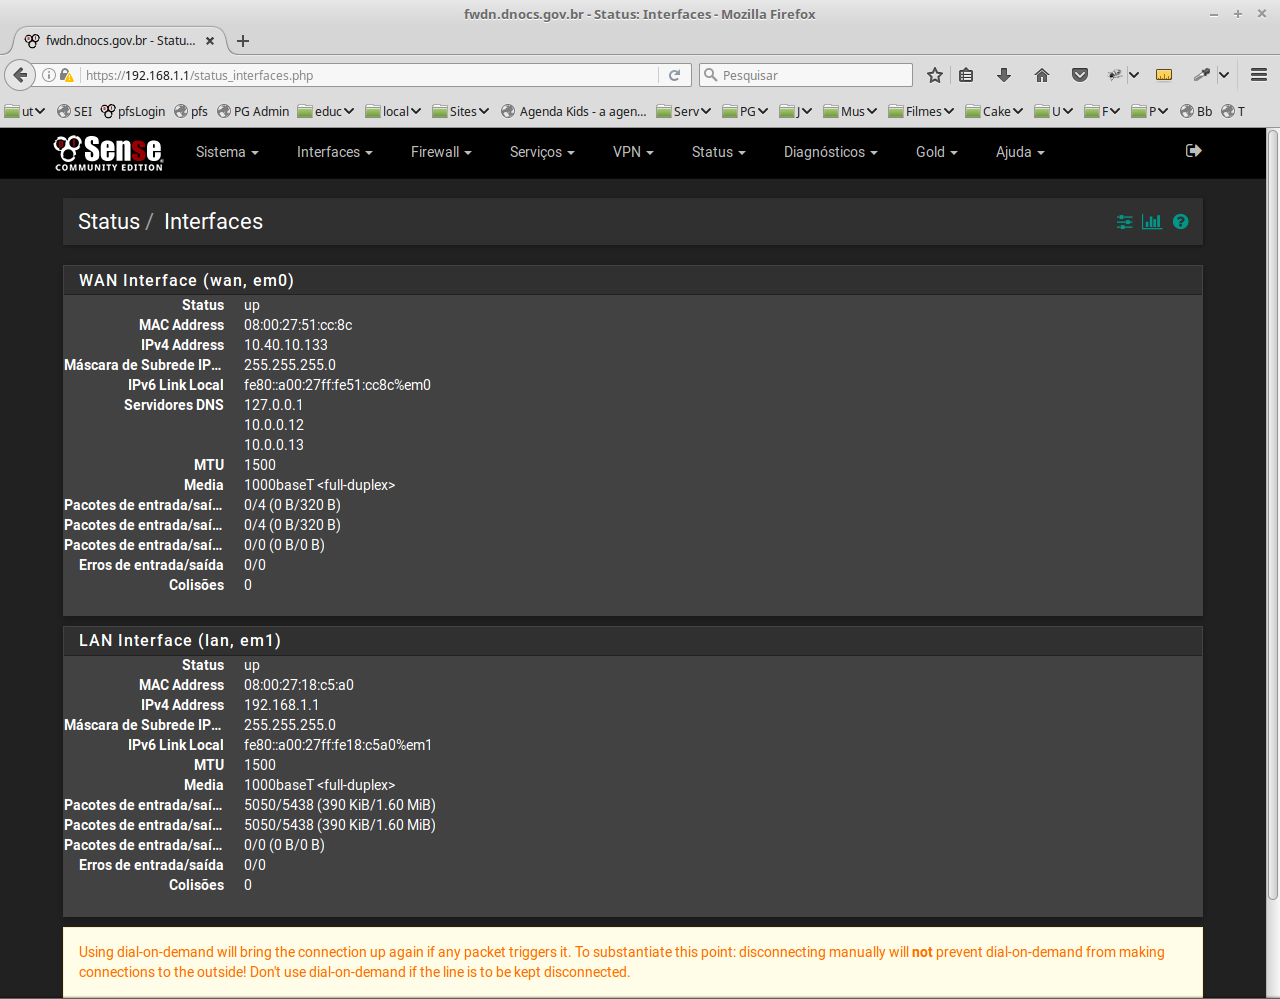 fwdn.dnocs.gov.br - Status: Interfaces - Mozilla Firefox
fwdn.dnocs.gov.br - Statu...
https://192.168.1.1/status_interfaces.php
Pesquisar
ut
SEI
pfsLogin
pfs
PG Admin
educ
local
Sites
Agenda Kids - a agen...
Serv
PG
J
Mus
Filmes
Cake
U
F
P
Bb
T
Sense
COMMUNITY EDITION
Sistema
Interfaces
Firewall
Serviços
VPN
Status
Diagnósticos
Gold
Ajuda
Status / Interfaces
WAN Interface (wan, em0)
Status up
MAC Address 08:00:27:51:cc:8c
IPv4 Address 10.40.10.133
Máscara de Subrede IP... 255.255.255.0
IPv6 Link Local fe80::a00:27ff:fe51:cc8c%em0
Servidores DNS 127.0.0.1
10.0.0.12
10.0.0.13
MTU 1500
Media 1000baseT <full-duplex>
Pacotes de entrada/saí... 0/4 (0 B/320 B)
Pacotes de entrada/saí... 0/4 (0 B/320 B)
Pacotes de entrada/saí... 0/0 (0 B/0 B)
Erros de entrada/saída 0/0
Colisões 0
LAN Interface (lan, em1)
Status up
MAC Address 08:00:27:18:c5:a0
IPv4 Address 192.168.1.1
Máscara de Subrede IP... 255.255.255.0
IPv6 Link Local fe80::a00:27ff:fe18:c5a0%em1
MTU 1500
Media 1000baseT <full-duplex>
Pacotes de entrada/saí... 5050/5438 (390 KiB/1.60 MiB)
Pacotes de entrada/saí... 5050/5438 (390 KiB/1.60 MiB)
Pacotes de entrada/saí... 0/0 (0 B/0 B)
Erros de entrada/saída 0/0
Colisões 0
Using dial-on-demand will bring the connection up again if any packet triggers it. To substantiate this point: disconnecting manually will not prevent dial-on-demand from making
connections to the outside! Don't use dial-on-demand if the line is to be kept disconnected.